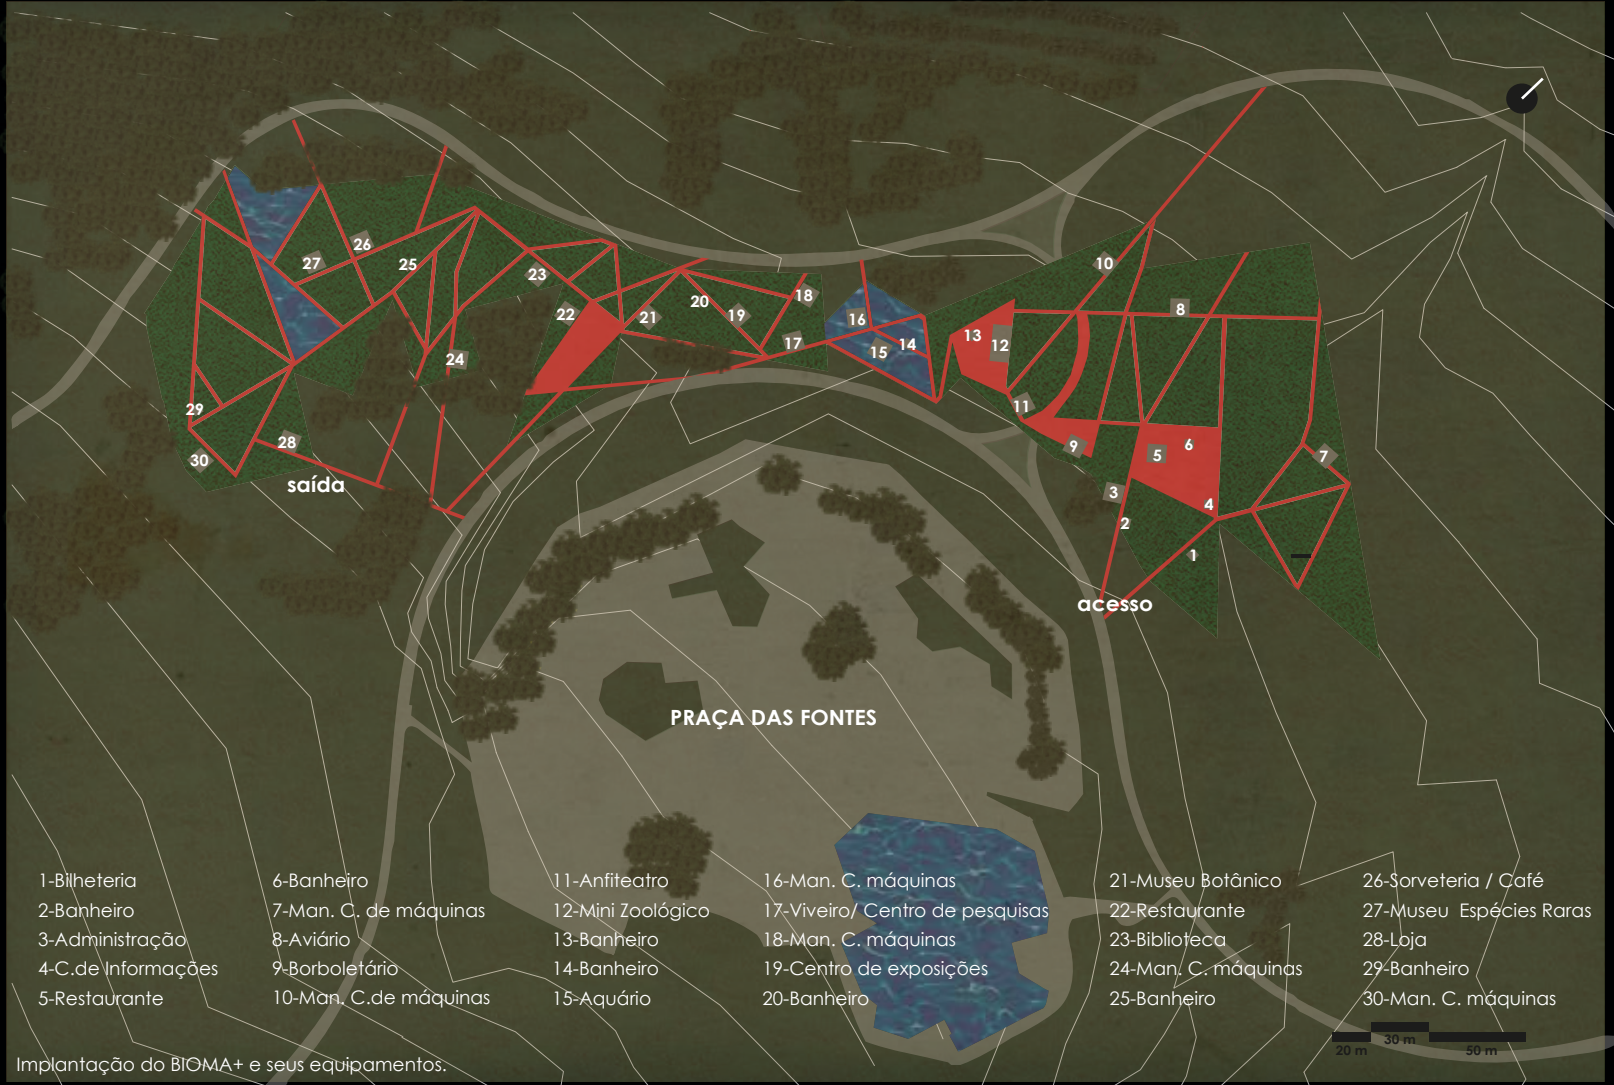 10
26
27
25
23
8
18
20
22
21
19
16
17
13
12
15
14
24
11
29
28
9
5
6
7
30
saída
3
4
2
1
acesso
PRAÇA DAS FONTES
1-Bilheteria
2-Banheiro
3-Administração
4-C.de Informações
5-Restaurante
6-Banheiro
7-Man. C. de máquinas
8-Aviário
9-Borboletário
10-Man. C.de máquinas
11-Anfiteatro
12-Mini Zoológico
13-Banheiro
14-Banheiro
15-Aquário
16-Man. C. máquinas
17-Viveiro/ Centro de pesquisas
18-Man. C. máquinas
19-Centro de exposições
20-Banheiro
21-Museu Botânico
22-Restaurante
23-Biblioteca
24-Man. C. máquinas
25-Banheiro
26-Sorveteria / Café
27-Museu Espécies Raras
28-Loja
29-Banheiro
30-Man. C. máquinas
20 m
30 m
50 m
Implantação do BIOMA+ e seus equipamentos.